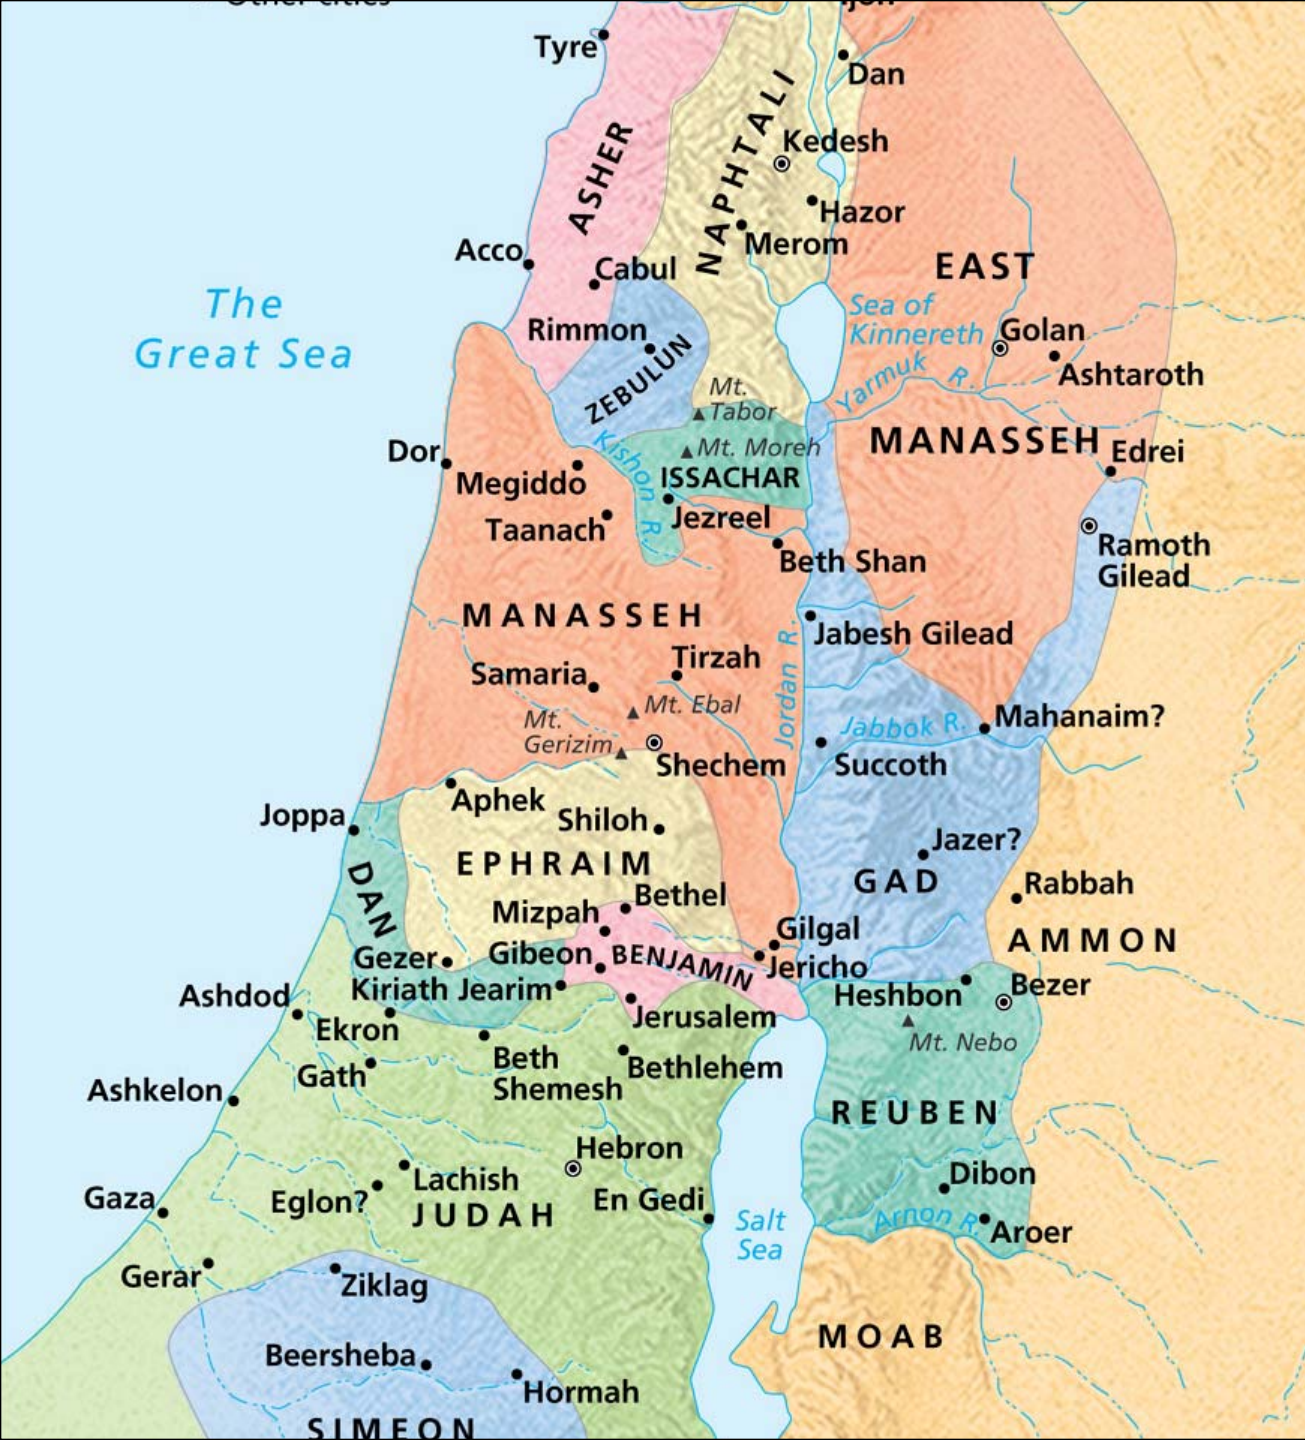 Other cities
Ijon
Tyre
Dan
NAPHTALI
Kedesh
ASHER
Hazor
Merom
Acco
Cabul
EAST
The
Great Sea
Sea of
Kinnereth
Golan
Rimmon
Ashtaroth
ZEBULUN
Yarmuk R.
Mt.
Tabor
MANASSEH
Dor
Kishon R.
Mt. Moreh
Edrei
Megiddo
ISSACHAR
Taanach
Jezreel
Beth Shan
Ramoth
Gilead
MANASSEH
Jabesh Gilead
Jordan R.
Tirzah
Samaria
Mt. Ebal
Mt.
Gerizim
Jabbok R.
Mahanaim?
Shechem
Succoth
Aphek
Joppa
Shiloh
Jazer?
EPHRAIM
DAN
GAD
Rabbah
Bethel
Mizpah
Gilgal
AMMON
Gezer
Gibeon
BENJAMIN
Jericho
Kiriath Jearim
Heshbon
Bezer
Ashdod
Jerusalem
Ekron
Mt. Nebo
Beth
Shemesh
Bethlehem
Gath
Ashkelon
REUBEN
Hebron
Lachish
Dibon
Eglon?
En Gedi
Gaza
JUDAH
Salt
Sea
Arnon R.
Aroer
Gerar
Ziklag
MOAB
Beersheba
Hormah
SIMEON